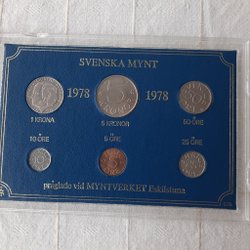 SVENSKA MYNT
1978 1978
1 KRONA 5 KRONOR 50 ÖRE
10 ÖRE 5 ÖRE 25 ÖRE
präglade vid MYNTVERKET Eskilstuna